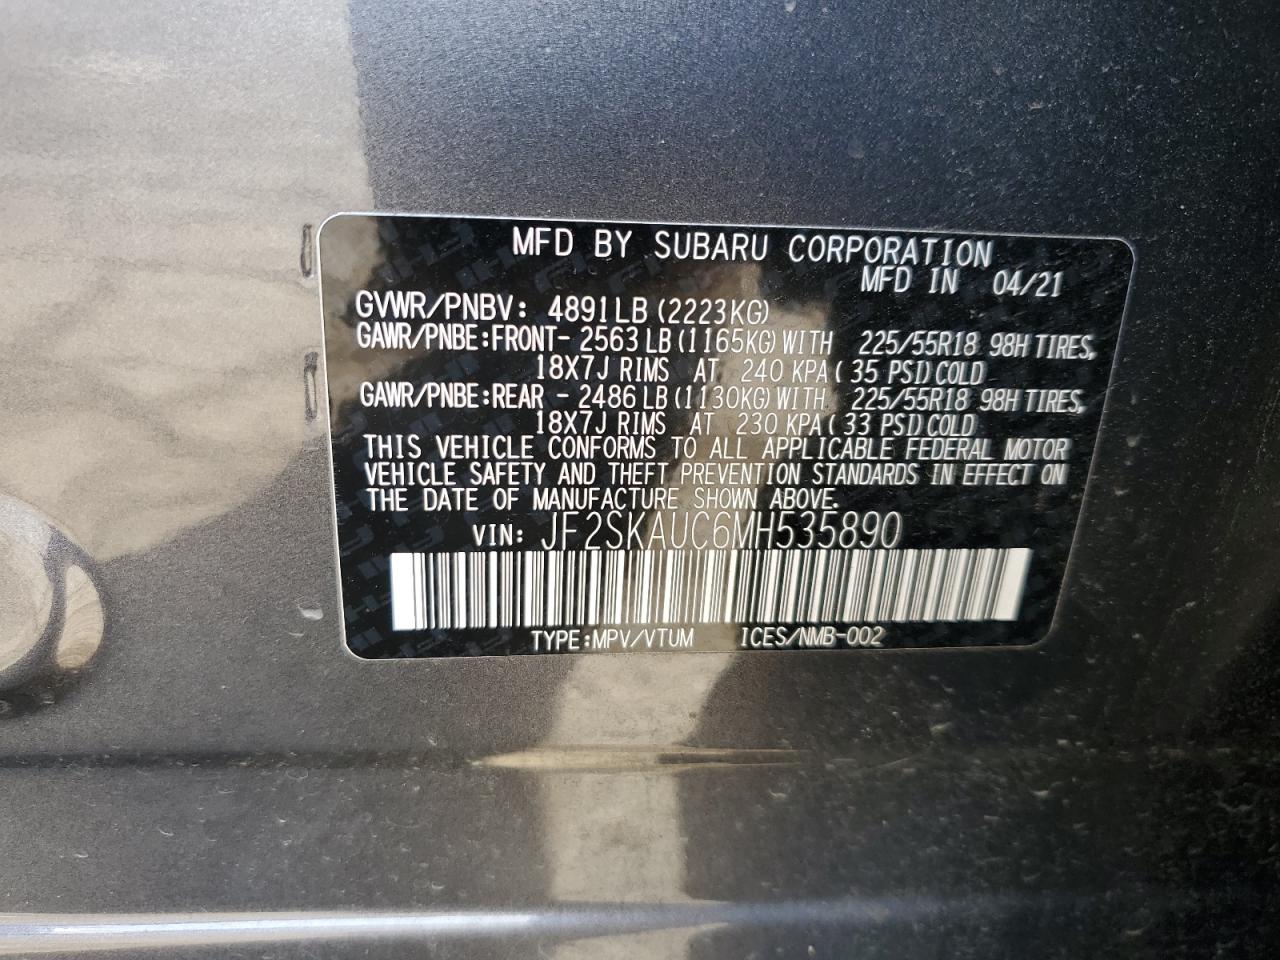 MFD BY SUBARU CORPORATION
MFD IN 04/21
GVWR/PNBV: 4891LB (2223KG)
GAWR/PNBE:FRONT- 2563 LB (1165KG) WITH 225/55R18 98H TIRES,
18X7J RIMS AT 240 KPA ( 35 PSI) COLD
GAWR/PNBE:REAR - 2486 LB (1130KG) WITH 225/55R18 98H TIRES,
18X7J RIMS AT 230 KPA ( 33 PSI) COLD
THIS VEHICLE CONFORMS TO ALL APPLICABLE FEDERAL MOTOR
VEHICLE SAFETY AND THEFT PREVENTION STANDARDS IN EFFECT ON
THE DATE OF MANUFACTURE SHOWN ABOVE.
VIN: JF2SKAUC6MH535890
TYPE:MPV/VTUM ICES/NMB-002